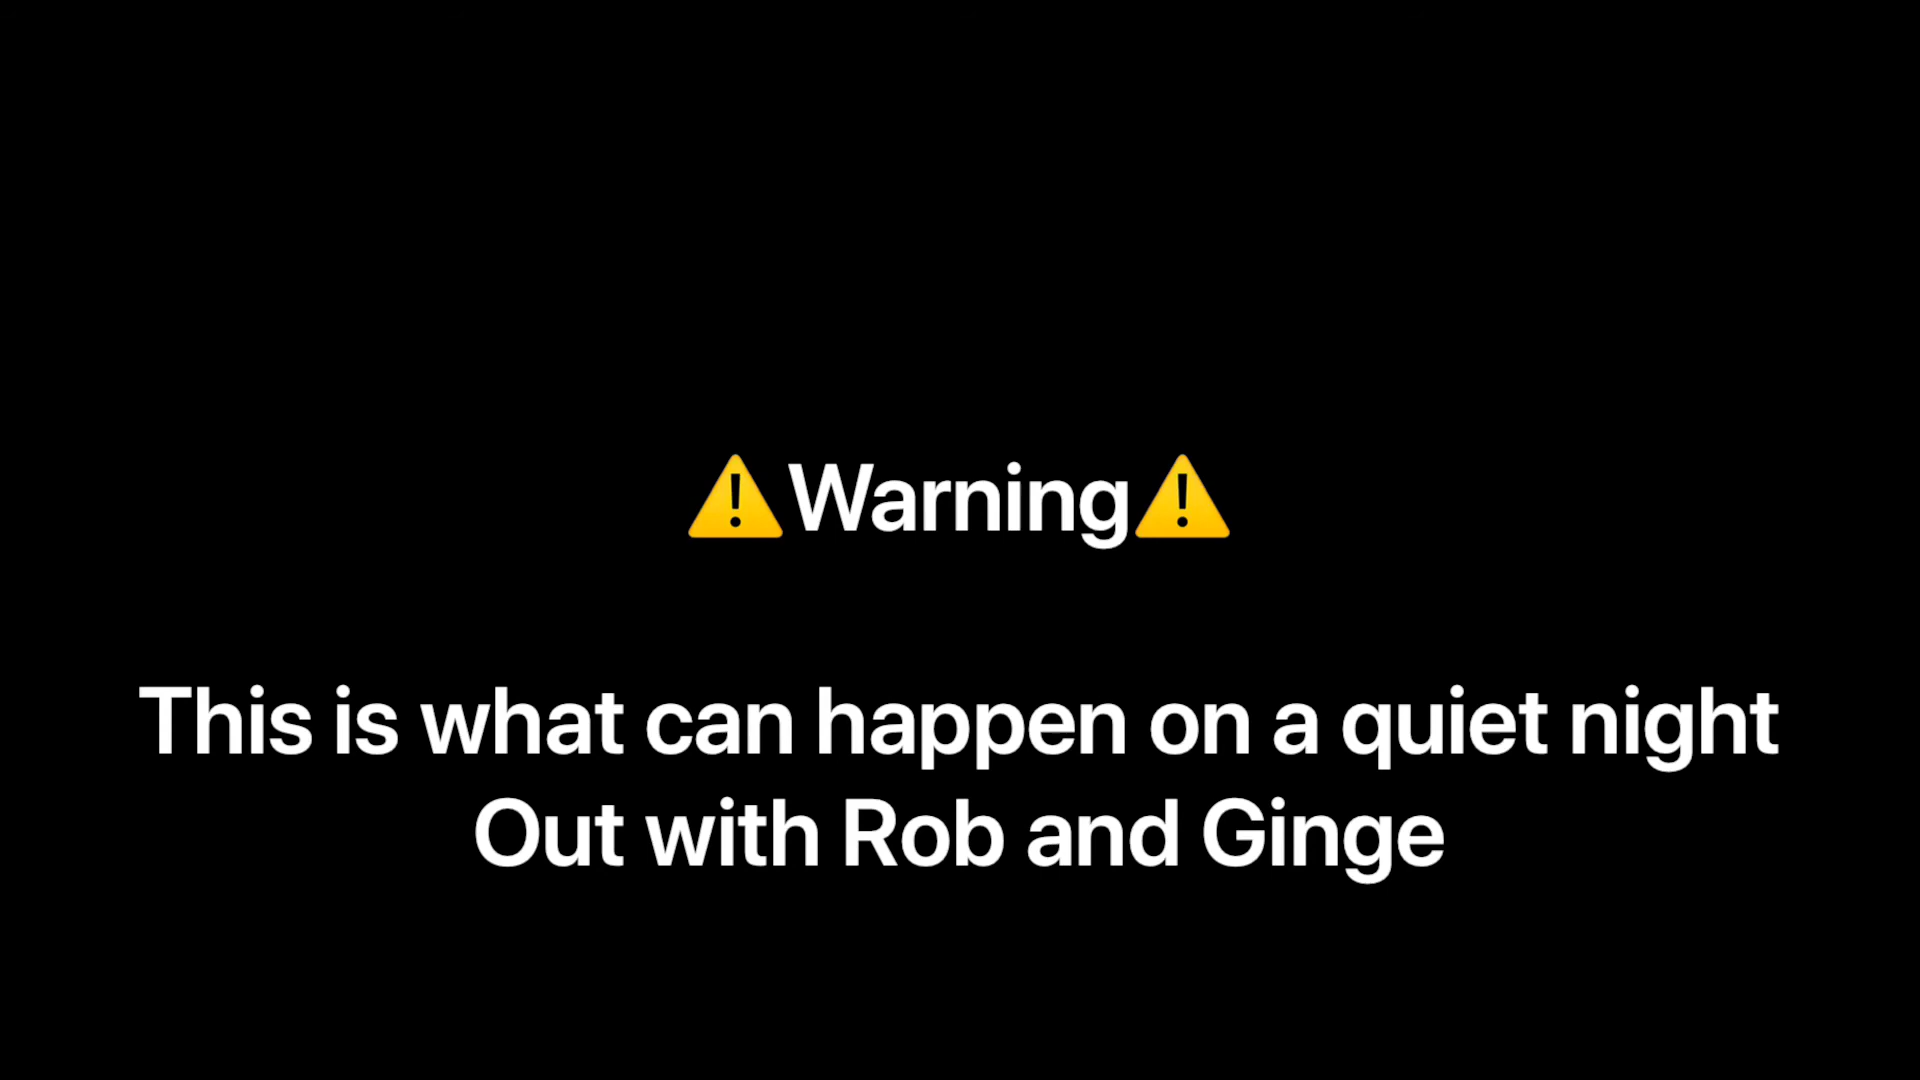 ⚠️Warning⚠️
This is what can happen on a quiet night
Out with Rob and Ginge